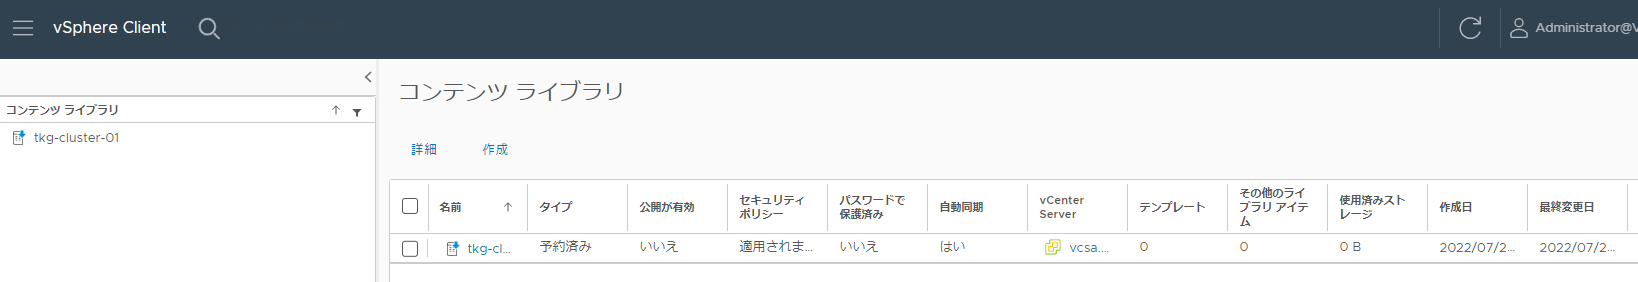 vSphere Client
Administrator@V
コンテンツ ライブラリ
tkg-cluster-01
コンテンツ ライブラリ
詳細 作成
名前
タイプ
公開が有効
セキュリティ
ポリシー
パスワードで
保護済み
自動同期
vCenter
Server
テンプレート
その他のライ
ブラリ アイテ
ム
使用済みスト
レージ
作成日
最終変更日
tkg-cl... 予約済み いいえ 適用されま... いいえ はい vcsa.... 0 0 0 B 2022/07/2... 2022/07/2...